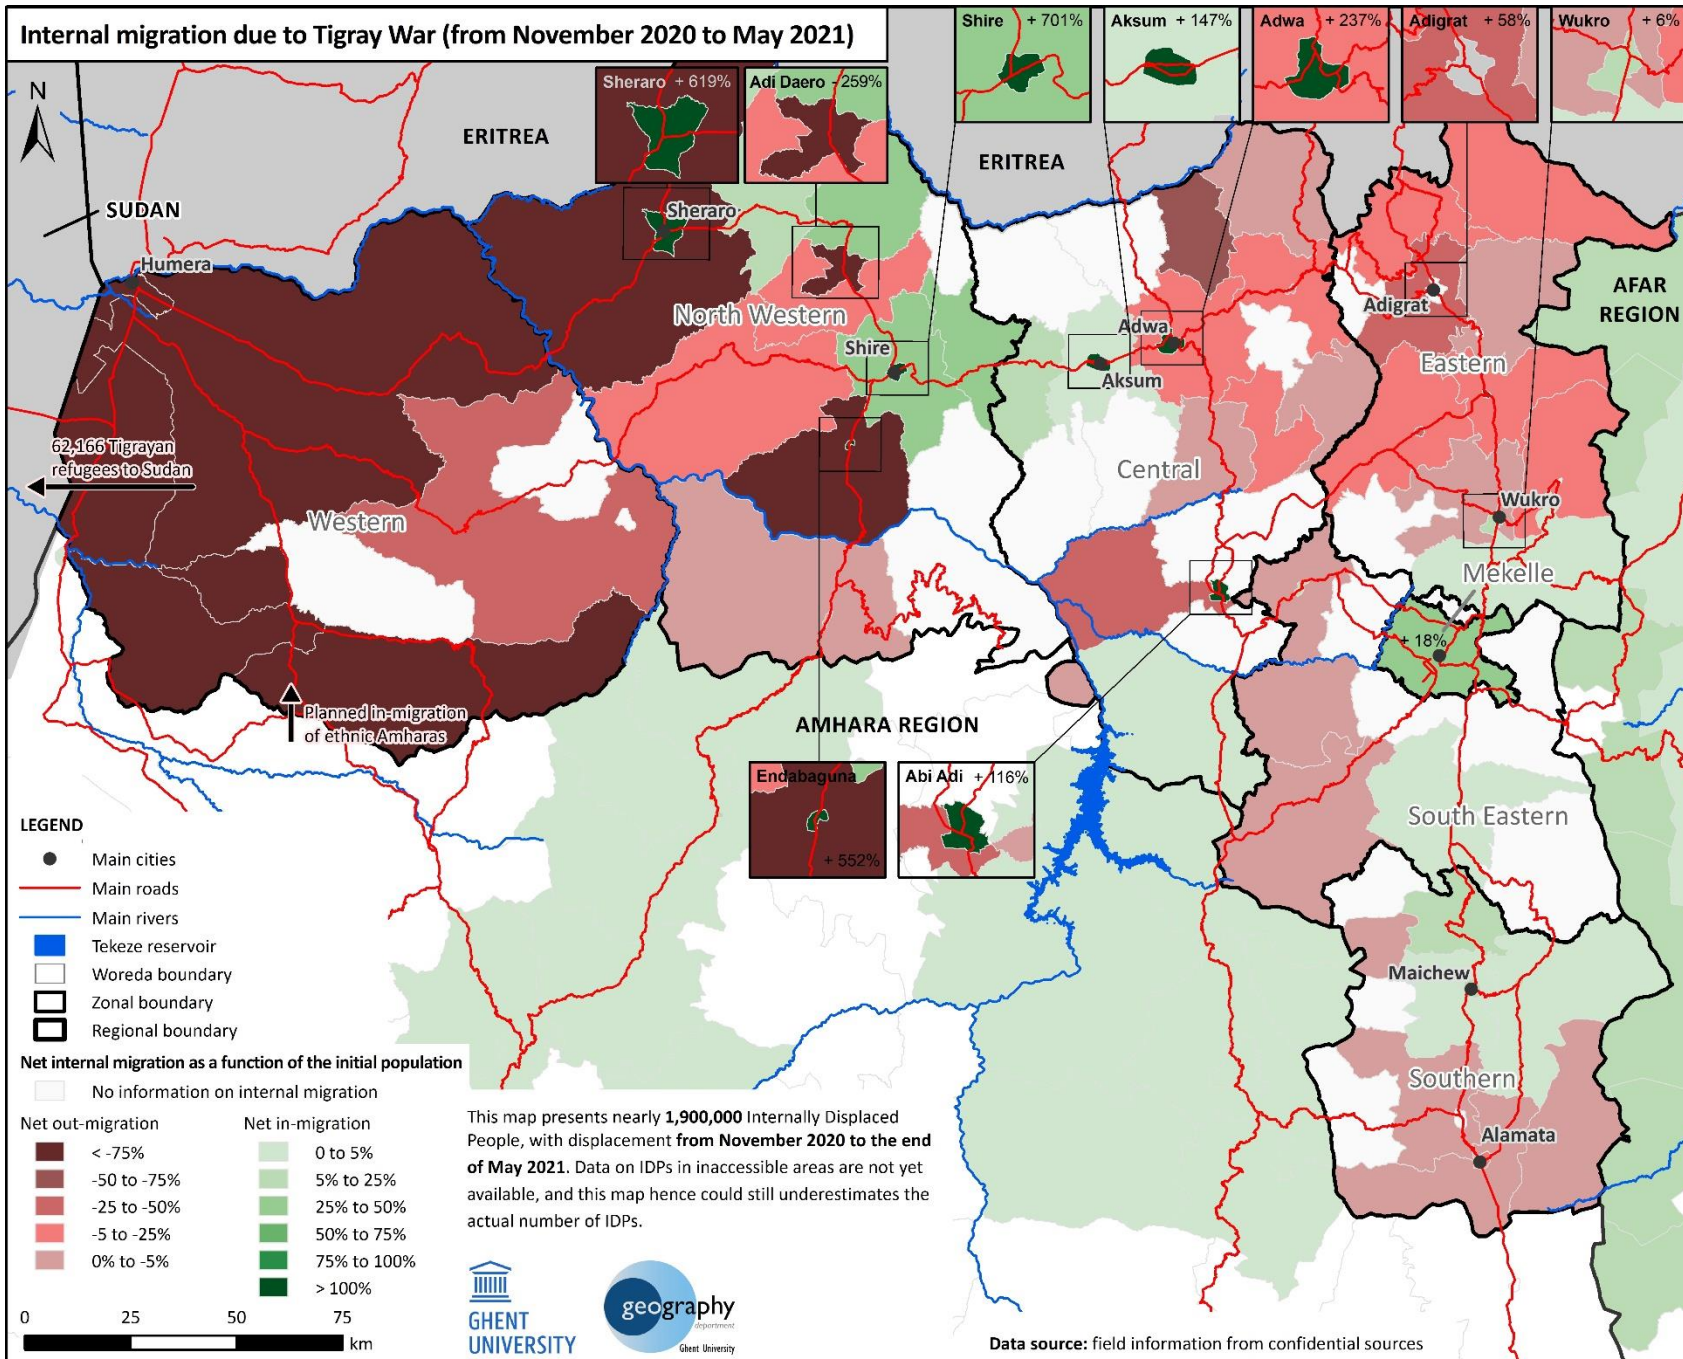 Internal migration due to Tigray War (from November 2020 to May 2021)
Shire + 701%
Aksum + 147%
Adwa + 237%
Adigrat + 58%
Wukro + 6%
Sheraro + 619%
Adi Daero - 259%
N
ERITREA
ERITREA
SUDAN
Humera
Sheraro
North Western
Shire
Adwa
Aksum
Adigrat
Eastern
AFAR
REGION
62,166 Tigrayan
refugees to Sudan
Western
Central
Wukro
Mekelle
+ 18%
Planned in-migration
of ethnic Amharas
AMHARA REGION
Endabaguna
+ 552%
Abi Adi + 116%
South Eastern
Maichew
Southern
Alamata
LEGEND
Main cities
Main roads
Main rivers
Tekeze reservoir
Woreda boundary
Zonal boundary
Regional boundary
Net internal migration as a function of the initial population
No information on internal migration
Net out-migration
< -75%
-50 to -75%
-25 to -50%
-5 to -25%
0% to -5%
Net in-migration
0 to 5%
5% to 25%
25% to 50%
50% to 75%
75% to 100%
> 100%
0 25 50 75
km
This map presents nearly 1,900,000 Internally Displaced
People, with displacement from November 2020 to the end
of May 2021. Data on IDPs in inaccessible areas are not yet
available, and this map hence could still underestimates the
actual number of IDPs.
GHENT
UNIVERSITY
geography
department
Ghent University
Data source: field information from confidential sources